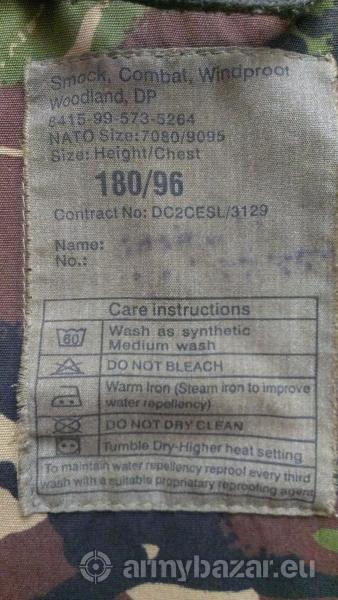 Smock, Combat, Windproof
Woodland, DP
8415-99-573-5264
NATO Size:7080/9095
Size: Height/Chest
180/96
Contract No: DC2CESL/3129
Name:
No.:
Care instructions
60
Wash as synthetic
Medium wash
DO NOT BLEACH
Warm Iron (Steam iron to improve
water repellency)
DO NOT DRY CLEAN
Tumble Dry-Higher heat setting
To maintain water repellency reproof every third
wash with a suitable proprietary reproofing agent
armybazar.eu